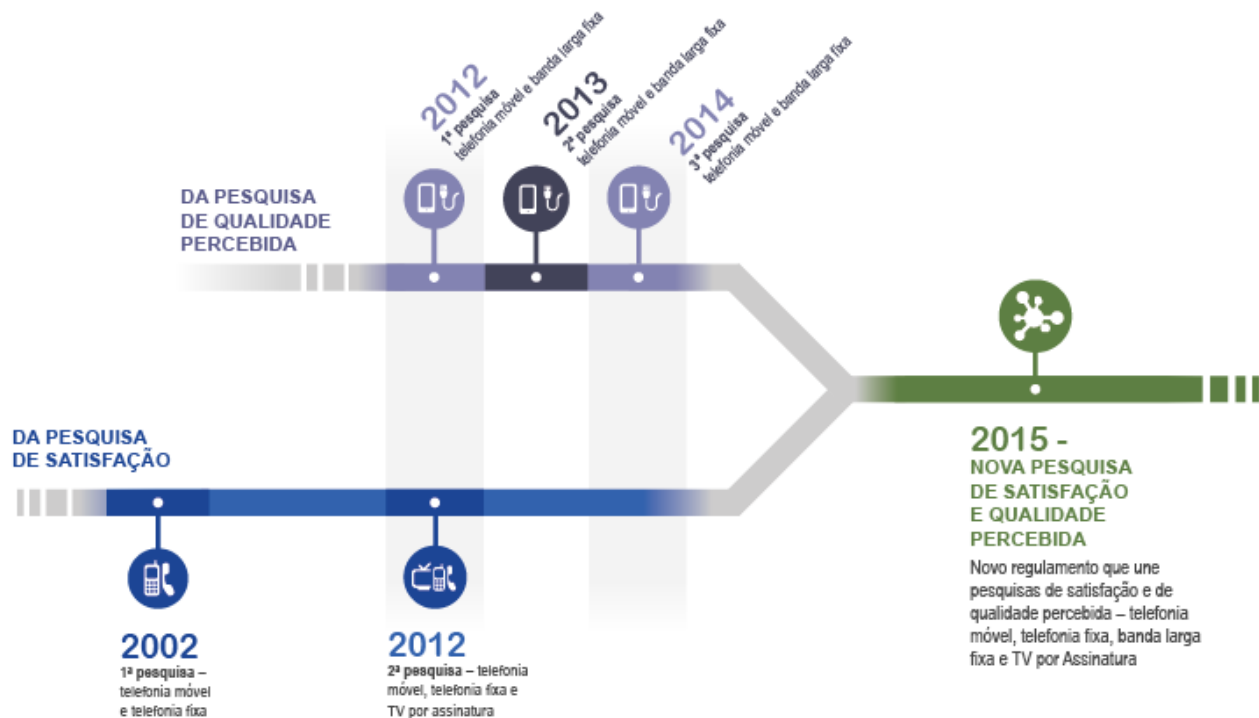 2012
1ª pesquisa
telefonia móvel e banda larga fixa
2013
2ª pesquisa
telefonia móvel e banda larga fixa
2014
3ª pesquisa
telefonia móvel e banda larga fixa
DA PESQUISA
DE QUALIDADE
PERCEBIDA
DA PESQUISA
DE SATISFAÇÃO
2002
1ª pesquisa –
telefonia móvel
e telefonia fixa
2012
2ª pesquisa – telefonia
móvel, telefonia fixa e
TV por assinatura
2015 -
NOVA PESQUISA
DE SATISFAÇÃO
E QUALIDADE
PERCEBIDA
Novo regulamento que une
pesquisas de satisfação e de
qualidade percebida – telefonia
móvel, telefonia fixa, banda larga
fixa e TV por Assinatura